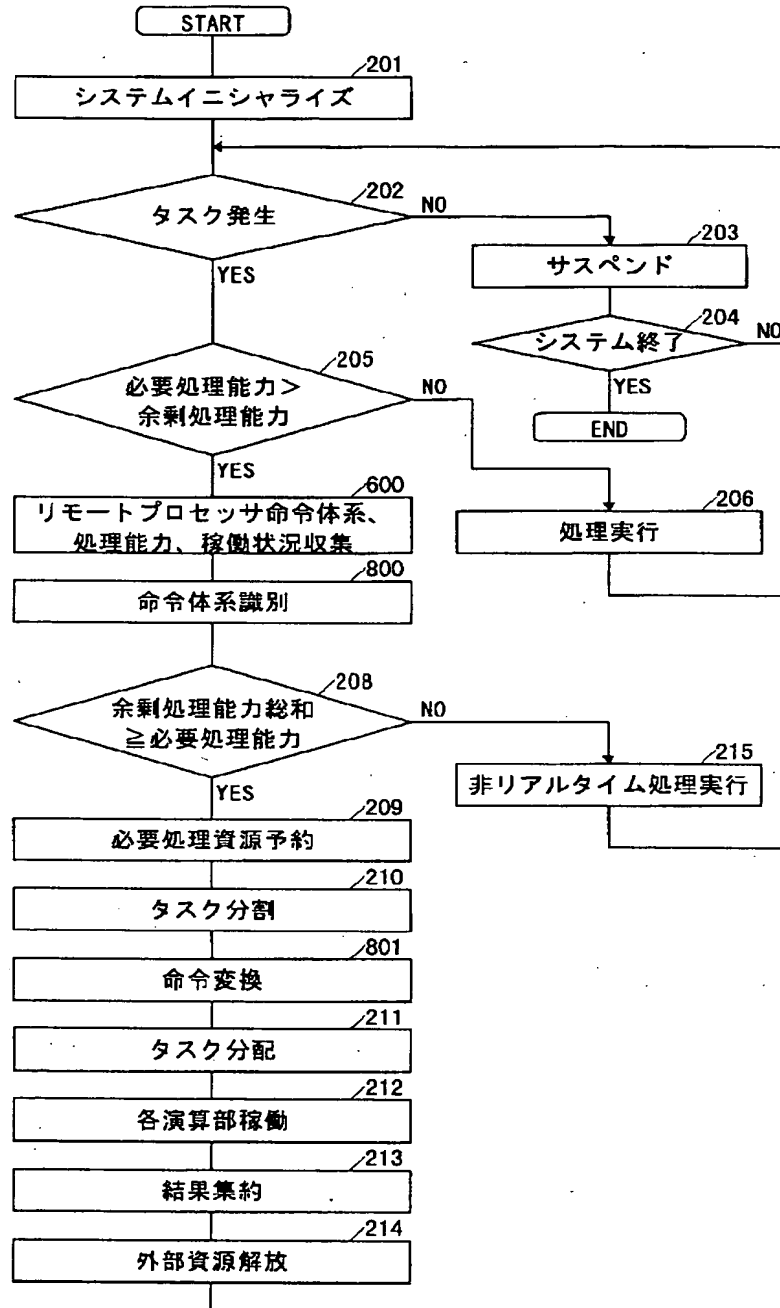 START
201
システムイニシャライズ
202
タスク発生
NO
YES
203
サスペンド
204
システム終了
NO
YES
END
205
必要処理能力>
余剰処理能力
NO
YES
206
処理実行
600
リモートプロセッサ命令体系、
処理能力、稼働状況収集
800
命令体系識別
208
余剰処理能力総和
≧必要処理能力
NO
YES
215
非リアルタイム処理実行
209
必要処理資源予約
210
タスク分割
801
命令変換
211
タスク分配
212
各演算部稼働
213
結果集約
214
外部資源解放